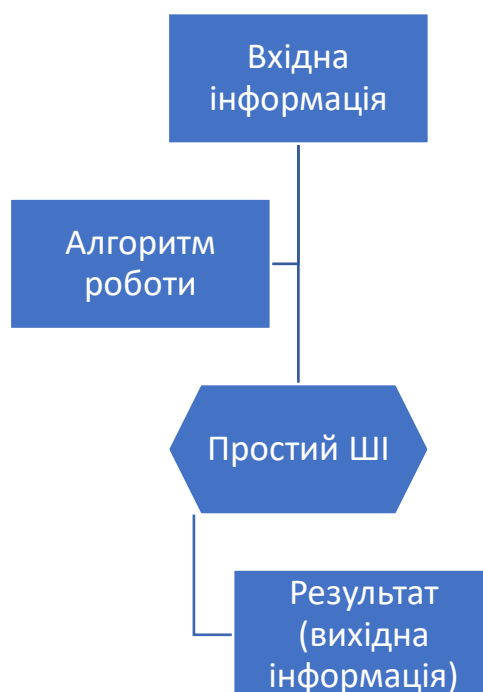 Вхідна
інформація
Алгоритм
роботи
Простий ШІ
Результат
(вихідна
інформація)